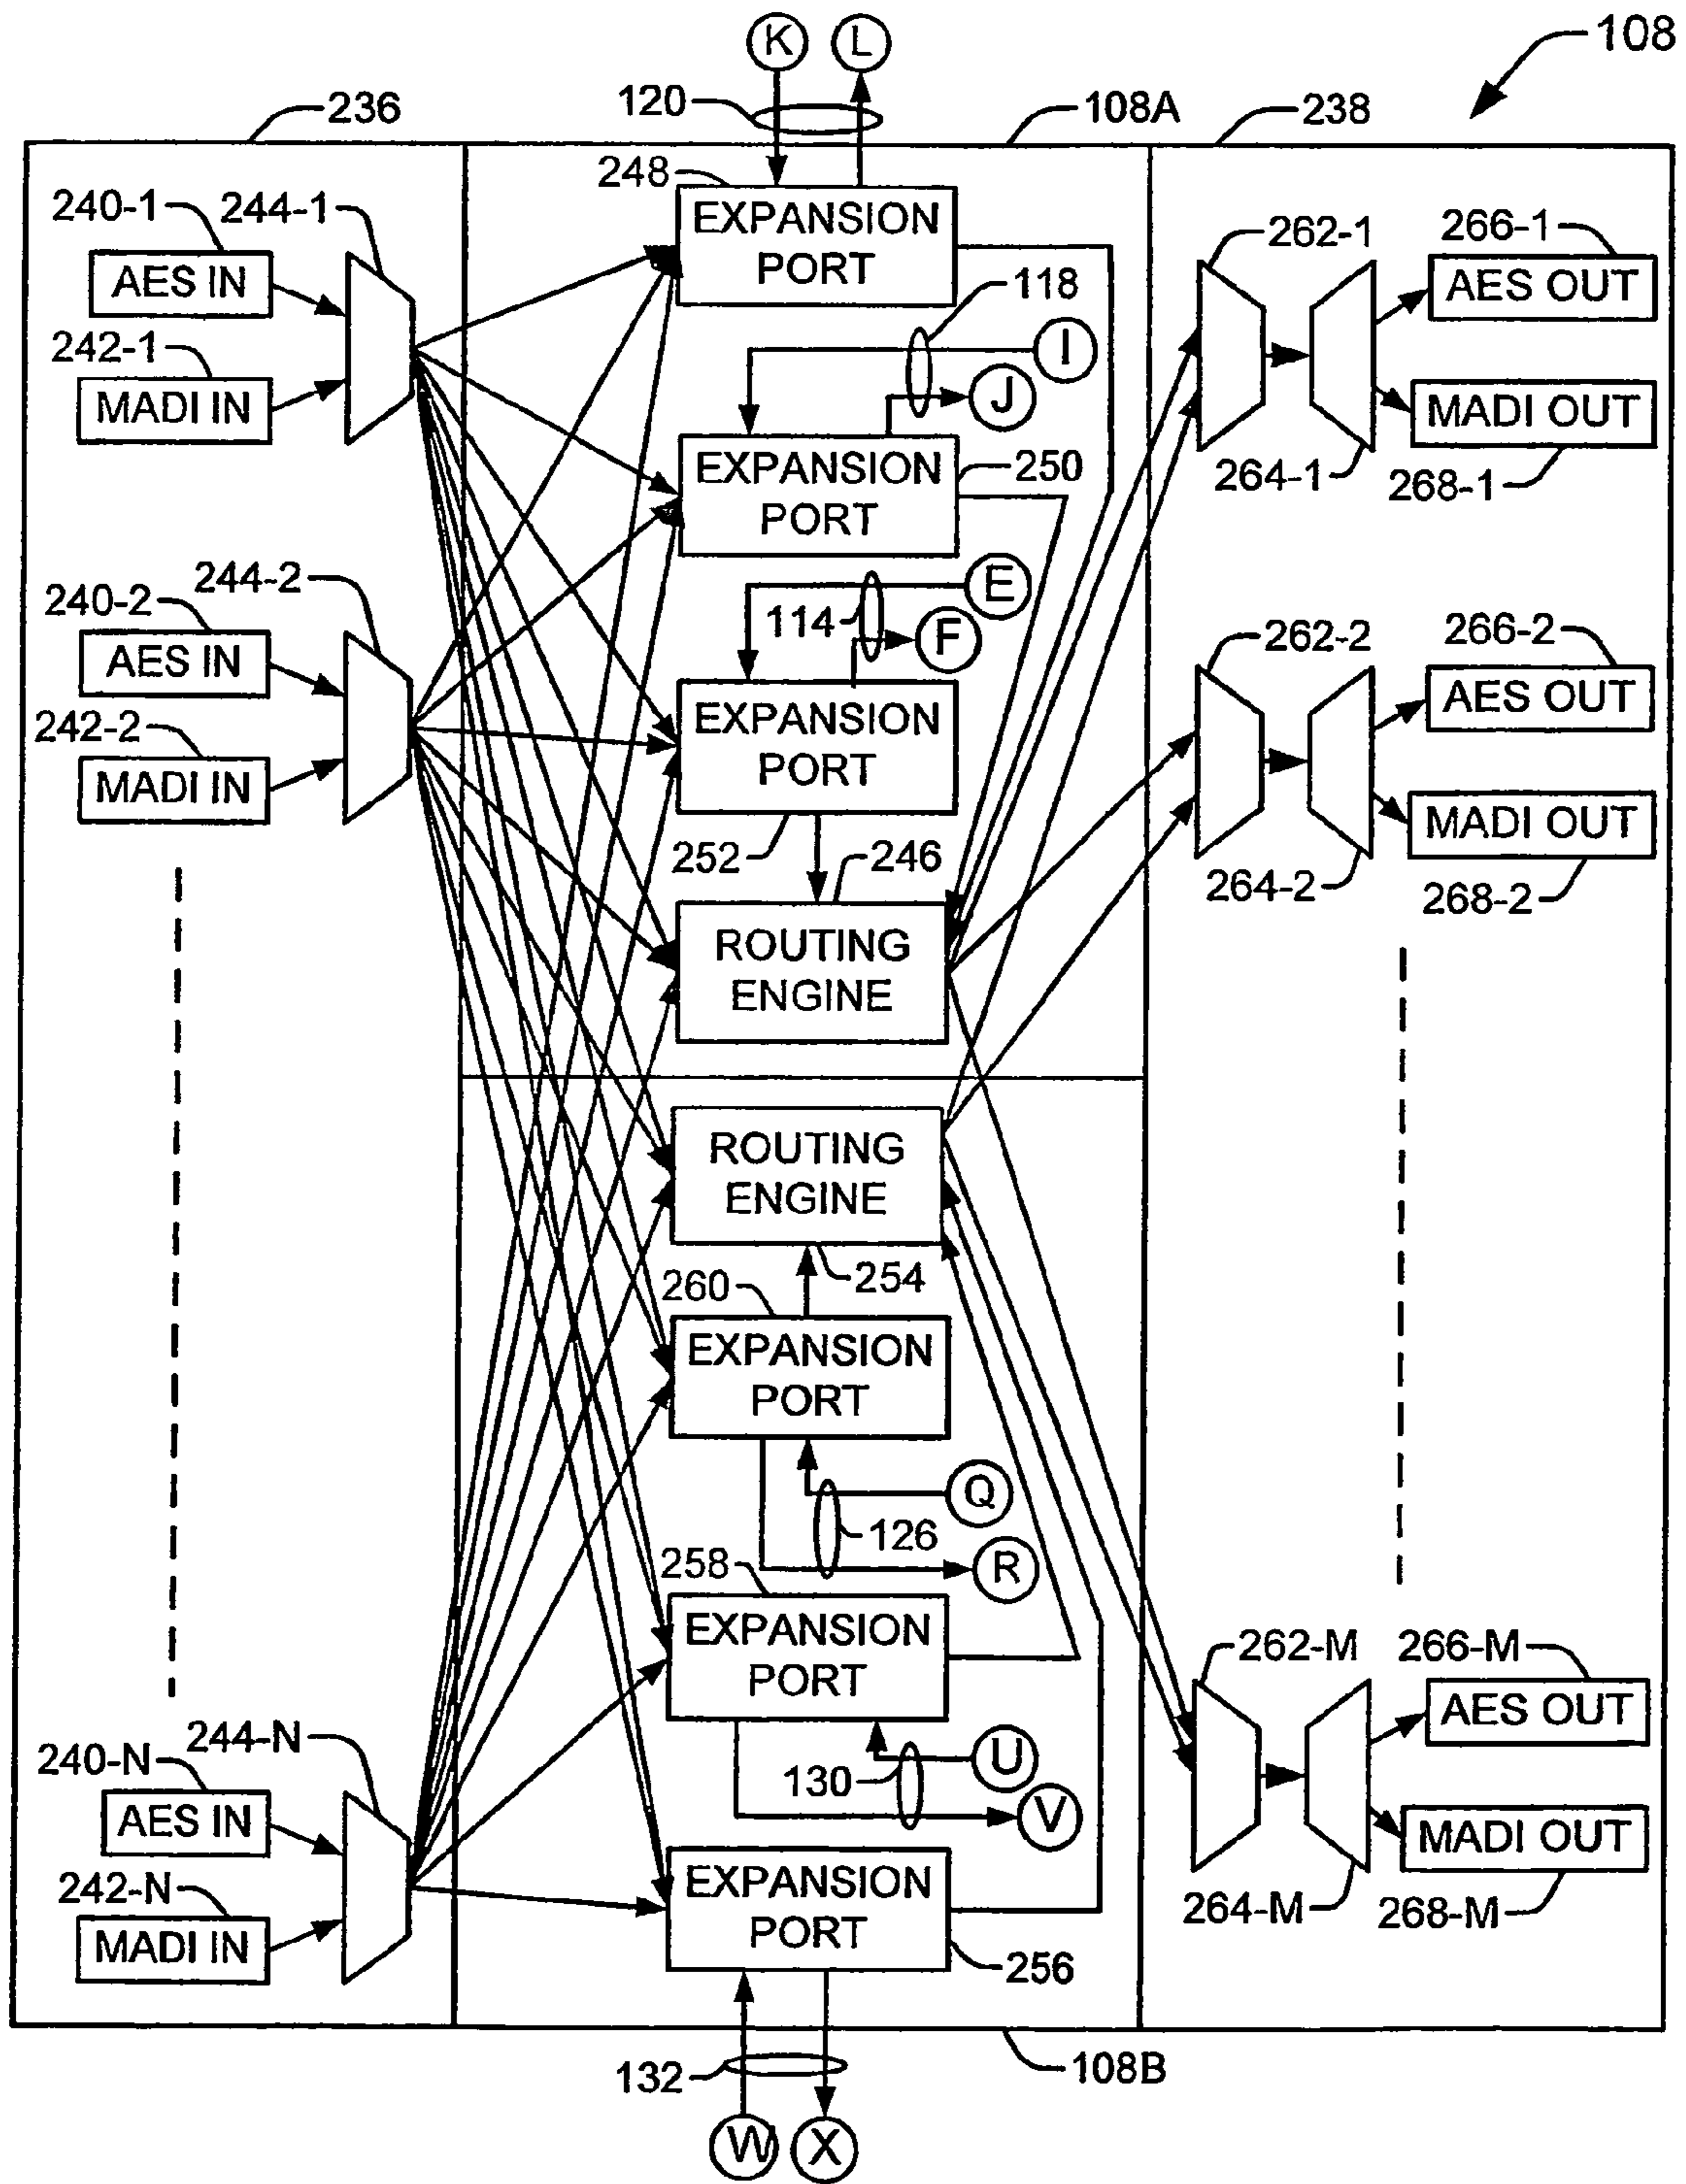 108
K
L
120
236
108A
238
248
240-1
244-1
AES IN
242-1
MADI IN
EXPANSION
PORT
262-1
266-1
AES OUT
118
I
J
MADI OUT
264-1
268-1
EXPANSION
PORT
250
240-2
244-2
AES IN
242-2
MADI IN
E
114
F
262-2
266-2
AES OUT
EXPANSION
PORT
MADI OUT
252
246
264-2
268-2
ROUTING
ENGINE
ROUTING
ENGINE
254
260
EXPANSION
PORT
Q
126
R
258
EXPANSION
PORT
262-M
266-M
AES OUT
U
130
V
MADI OUT
264-M
268-M
240-N
244-N
AES IN
242-N
MADI IN
EXPANSION
PORT
256
132
108B
W
X